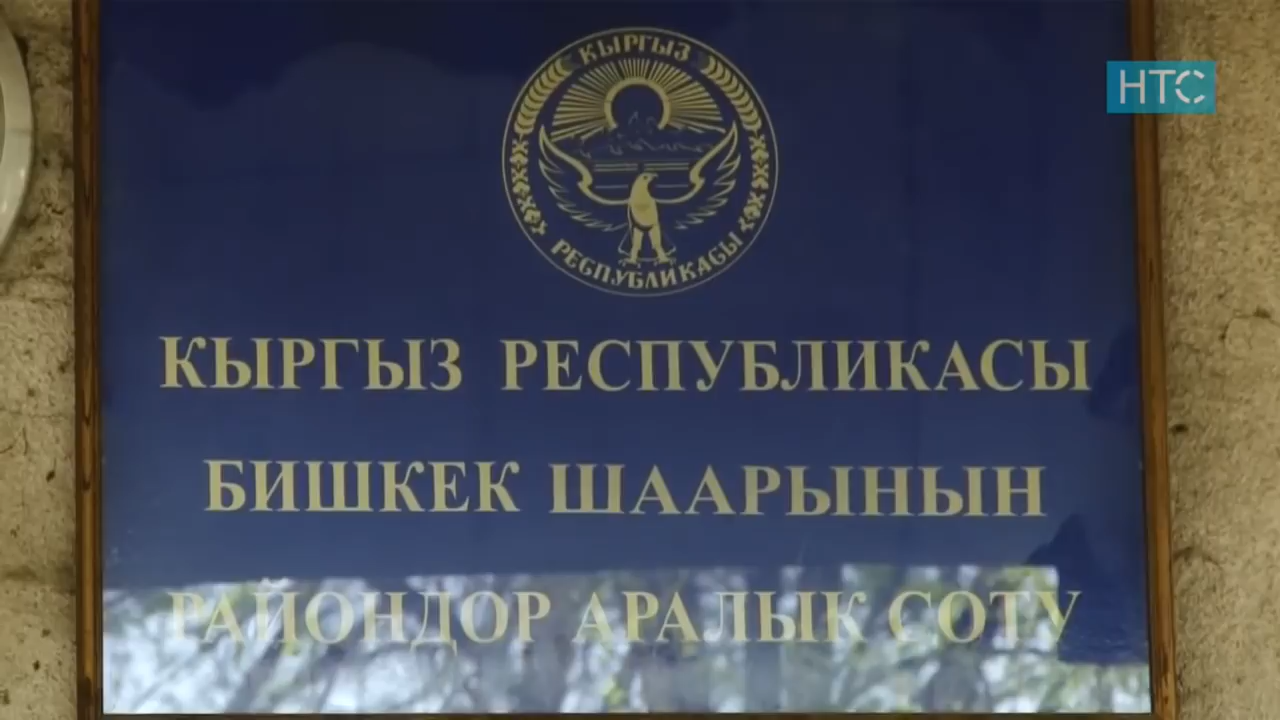 НТС
КЫРГЫЗ
РЕСПУБЛИКАСЫ
КЫРГЫЗ РЕСПУБЛИКАСЫ
БИШКЕК ШААРЫНЫН
РАЙОНДОР АРАЛЫК СОТУ